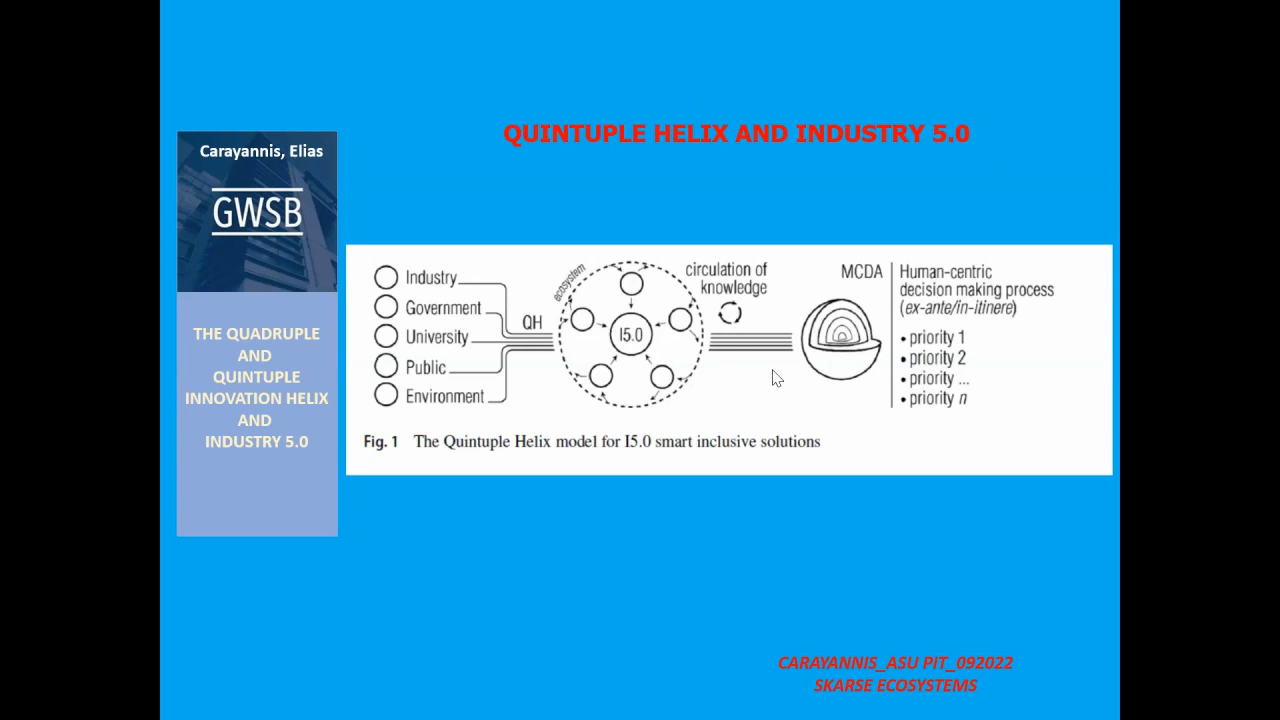 QUINTUPLE HELIX AND INDUSTRY 5.0
Carayannis, Elias
GWSB
THE QUADRUPLE
AND
QUINTUPLE
INNOVATION HELIX
AND
INDUSTRY 5.0
Industry
Government
University
Public
Environment
QH
ecosystem
I5.0
circulation of
knowledge
MCDA
Human-centric
decision making process
(ex-ante/in-itinere)
• priority 1
• priority 2
• priority ...
• priority n
Fig. 1 The Quintuple Helix model for I5.0 smart inclusive solutions
CARAYANNIS_ASU PIT_092022
SKARSE ECOSYSTEMS